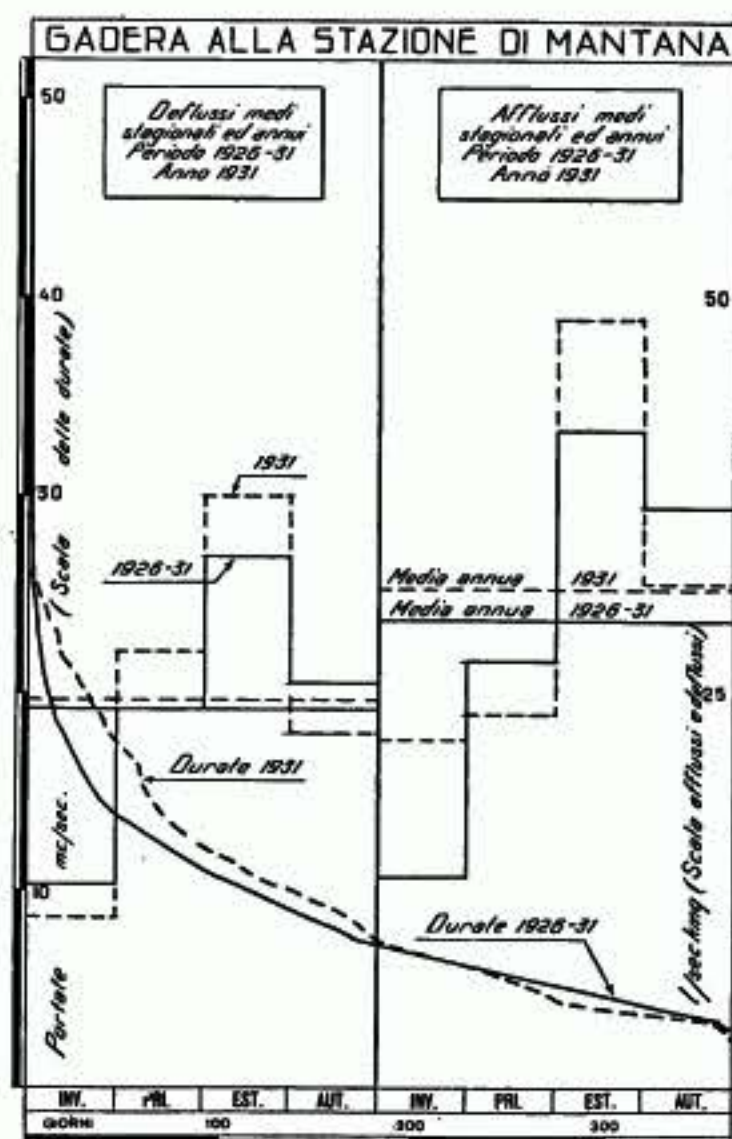 GADERA ALLA STAZIONE DI MANTANA
50
Deflussi medi
stagionali ed annui
Periodo 1926-31
Anno 1931
Afflussi medi
stagionali ed annui
Periodo 1926-31
Anno 1931
40
50
(Scala delle durate)
1931
30
1926-31
Media annua 1931
Media annua 1926-31
25
Durate 1931
mc/sec.
10
Durate 1926-31
l/sec kmq (Scala afflussi e deflussi)
Portate
INV. PRI. EST. AUT. INV. PRI. EST. AUT.
GIORNI 100 200 300